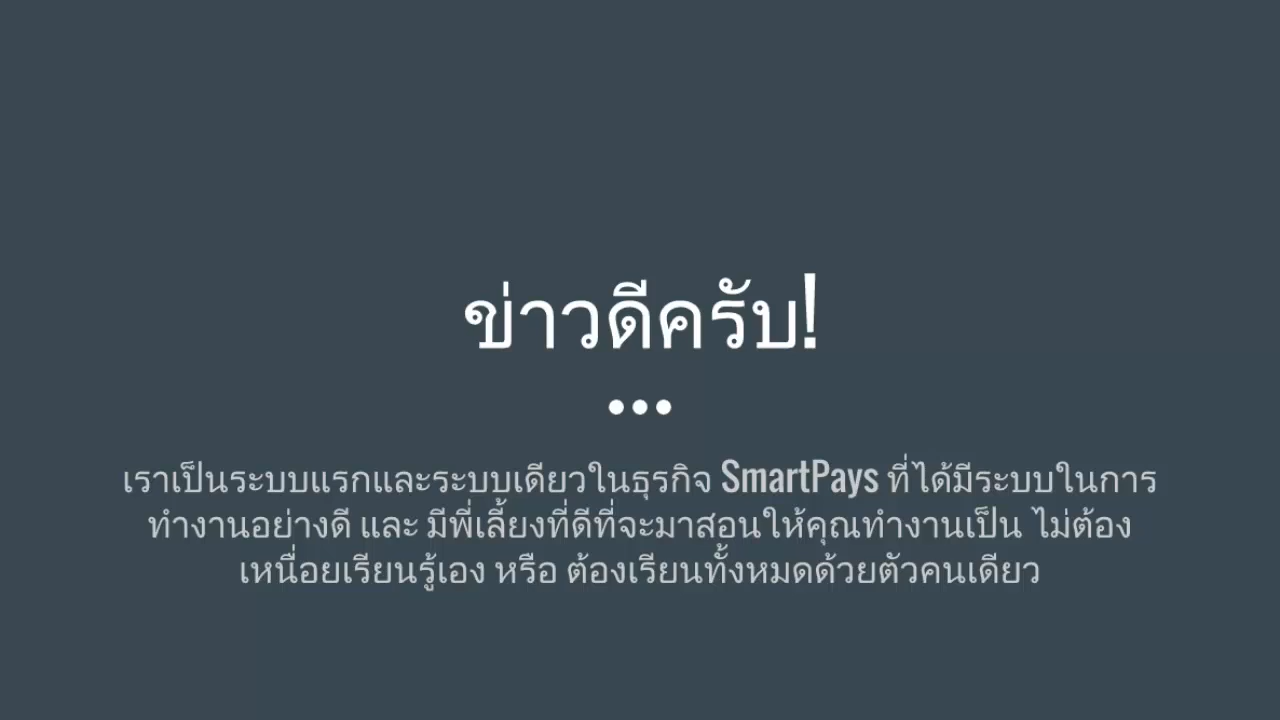 ข่าวดีครับ!
เราเป็นระบบแรกและระบบเดียวในธุรกิจ SmartPays ที่ได้มีระบบในการ
ทำงานอย่างดี และ มีพี่เลี้ยงที่ดีที่จะมาสอนให้คุณทำงานเป็น ไม่ต้อง
เหนื่อยเรียนรู้เอง หรือ ต้องเรียนทั้งหมดด้วยตัวคนเดียว